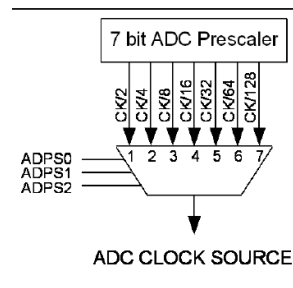 7 bit ADC Prescaler
CK/2 CK/4 CK/8 CK/16 CK/32 CK/64 CK/128
ADPS0
ADPS1
ADPS2
1 2 3 4 5 6 7
ADC CLOCK SOURCE